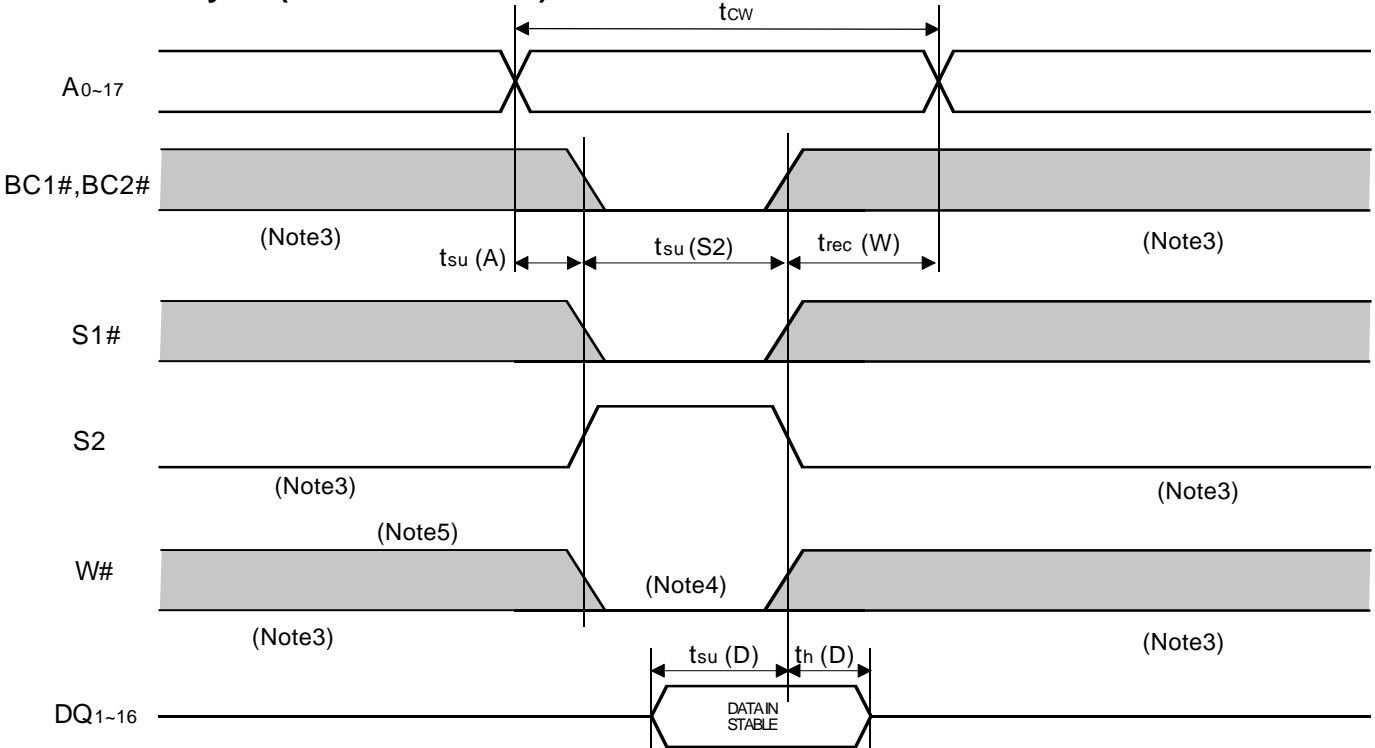 tCW
A0~17
BC1#,BC2#
(Note3)
(Note3)
tsu (A)
tsu (S2)
trec (W)
S1#
S2
(Note3)
(Note3)
(Note5)
W#
(Note4)
(Note3)
(Note3)
tsu (D)
th (D)
DQ1~16
DATA IN
STABLE